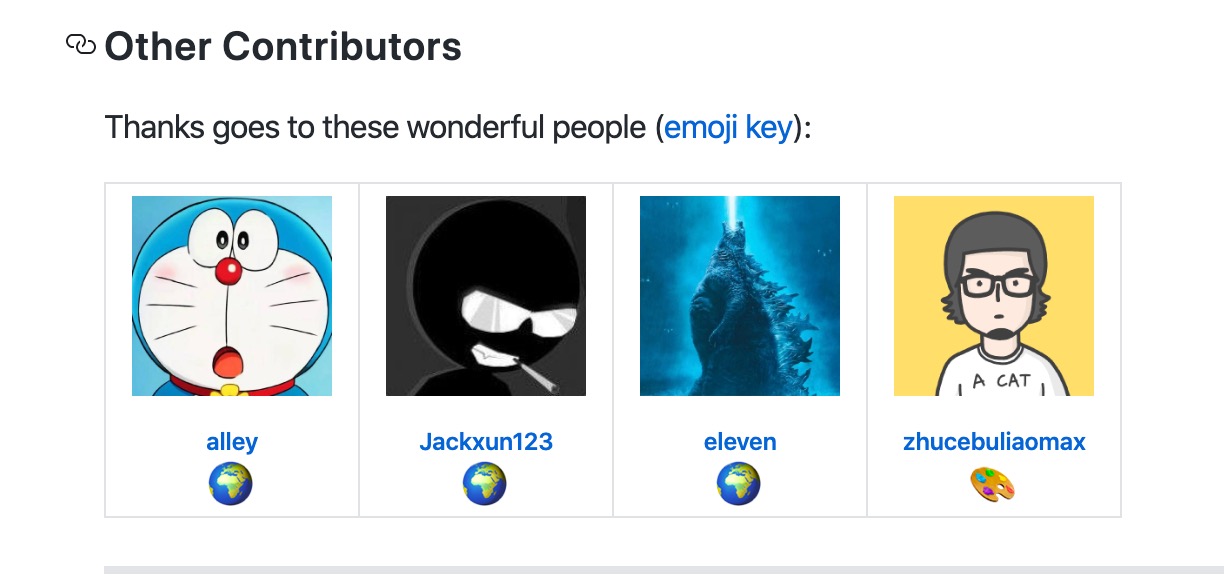 Other Contributors
Thanks goes to these wonderful people (emoji key):
A CAT
alley
Jackxun123
eleven
zhucebuliaomax